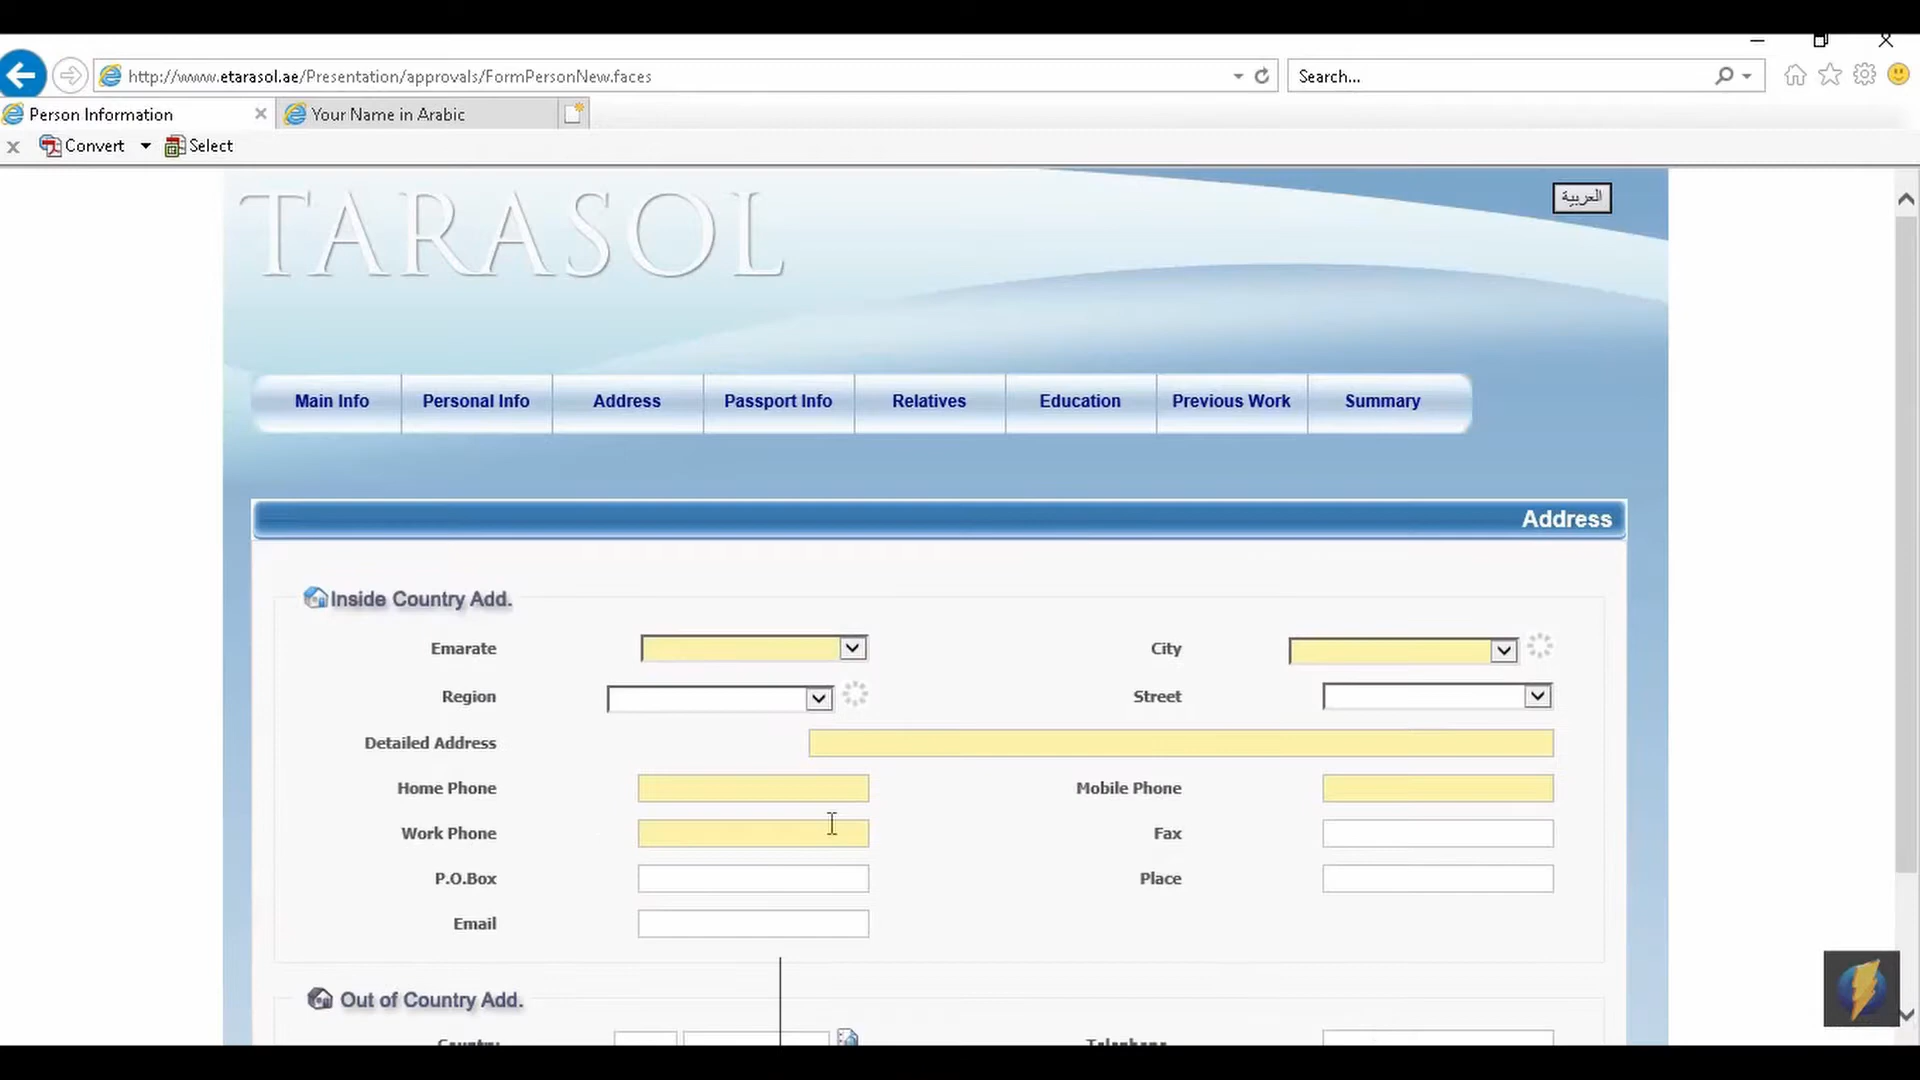 http://www.etarasol.ae/Presentation/approvals/FormPersonNew.faces
Search...
Person Information
Your Name in Arabic
Convert
Select
TARASOL
العربية
Main Info
Personal Info
Address
Passport Info
Relatives
Education
Previous Work
Summary
Address
Inside Country Add.
Emarate
City
Region
Street
Detailed Address
Home Phone
Mobile Phone
Work Phone
Fax
P.O.Box
Place
Email
Out of Country Add.
Country
Telephone